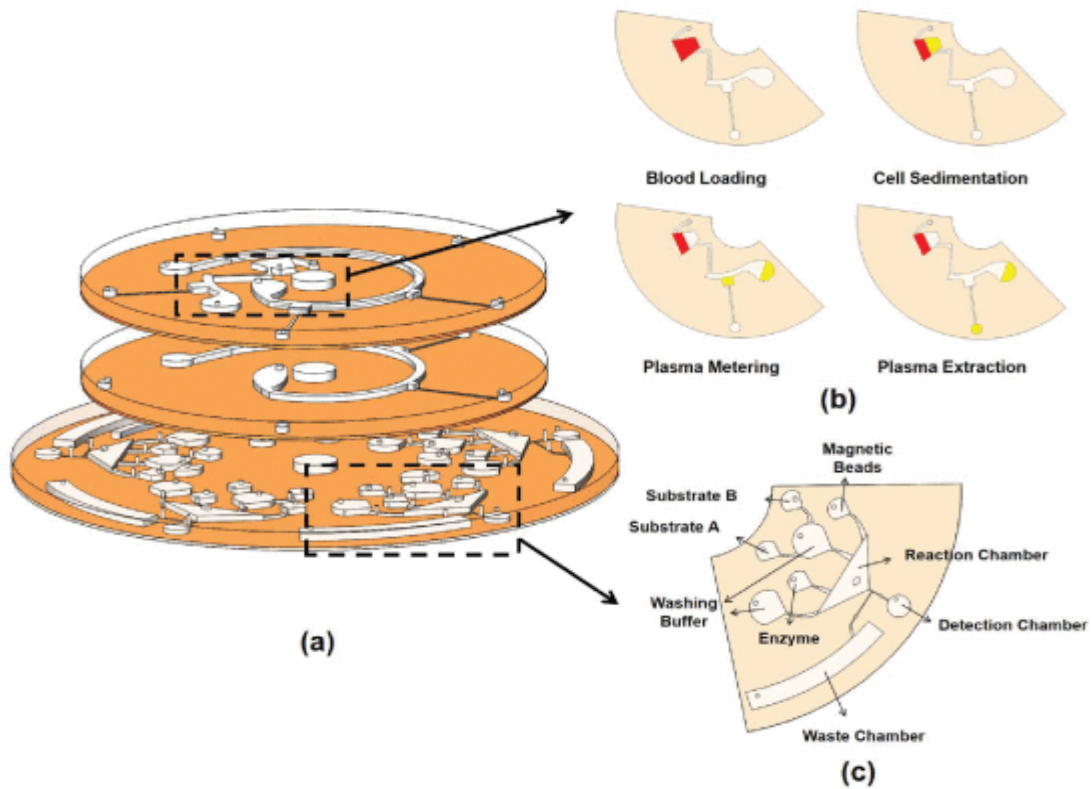 Blood Loading
Cell Sedimentation
Plasma Metering
Plasma Extraction
(b)
(a)
Magnetic
Beads
Substrate B
Substrate A
Reaction Chamber
Washing
Buffer
Enzyme
Detection Chamber
Waste Chamber
(c)